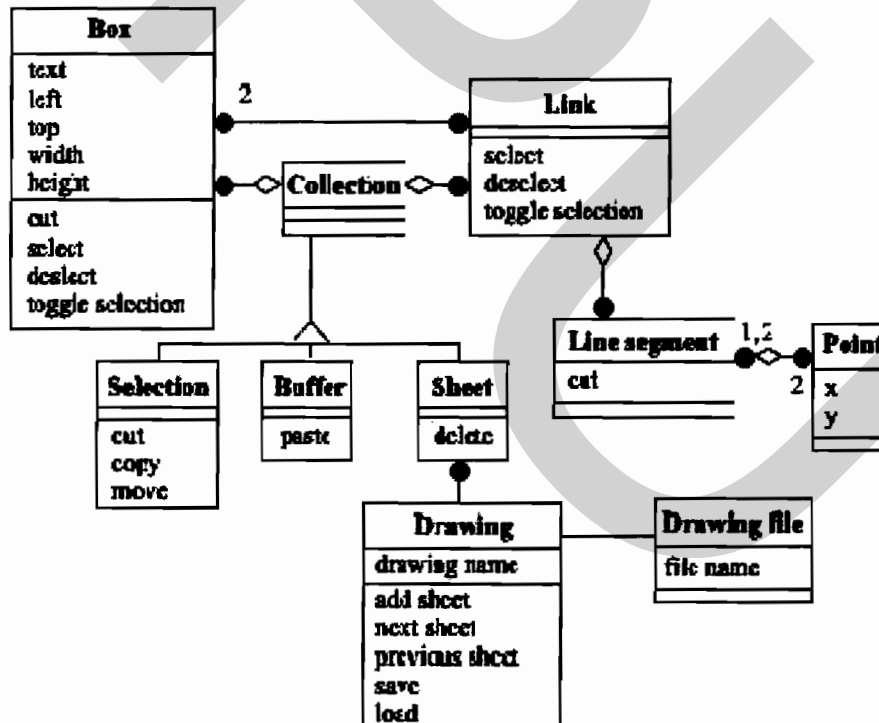 Box
text
left
top
width
height
cut
select
deslect
toggle selection
2
Link
select
deselect
toggle selection
Collection
Line segment
cut
1,2
2
Point
x
y
Selection
cut
copy
move
Buffer
paste
Sheet
delete
Drawing
drawing name
add sheet
next sheet
previous sheet
save
load
Drawing file
file name